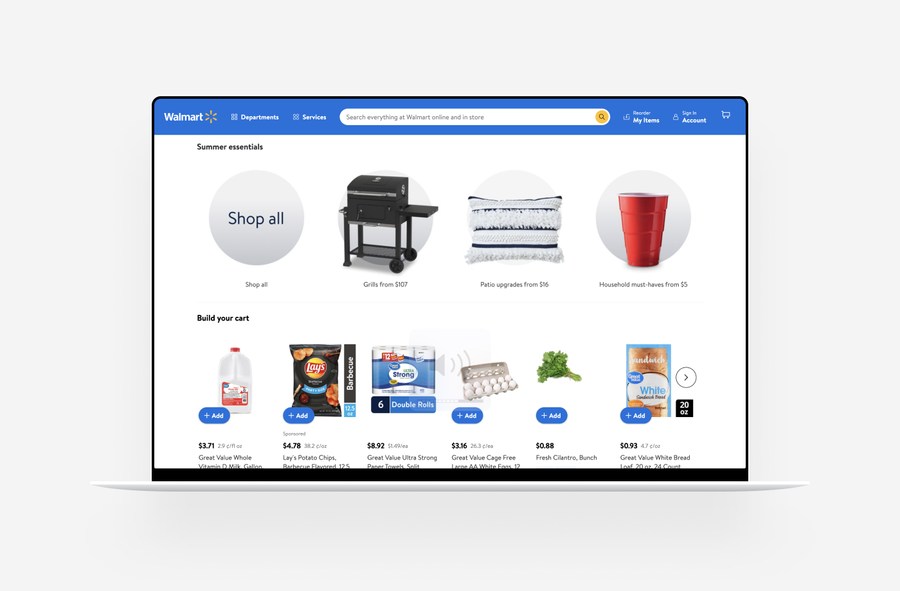 Walmart
Departments
Services
Search everything at Walmart online and in store
Reorder
My Items
Sign In
Account
Summer essentials
Shop all
Shop all
Grills from $107
Patio upgrades from $16
Household must-haves from $5
Build your cart
Lay's
Barbecue
12.5
oz
12
Ultra
Strong
6 Double Rolls
Sandwich
Great Value
White
Sandwich Bread
20
oz
+ Add
+ Add
+ Add
+ Add
+ Add
Sponsored
$3.71 2.9 ¢/fl oz
$4.78 38.2 ¢/oz
$8.92 $1.49/ea
$3.16 26.3 ¢/ea
$0.88
$0.93 4.7 ¢/oz
Great Value Whole
Vitamin D Milk, Gallon,
Lay's Potato Chips,
Barbecue Flavored, 12.5
Great Value Ultra Strong
Paper Towels, Split
Great Value Cage Free
Large AA White Eggs, 12
Fresh Cilantro, Bunch
Great Value White Bread
Loaf, 20 oz, 24 Count